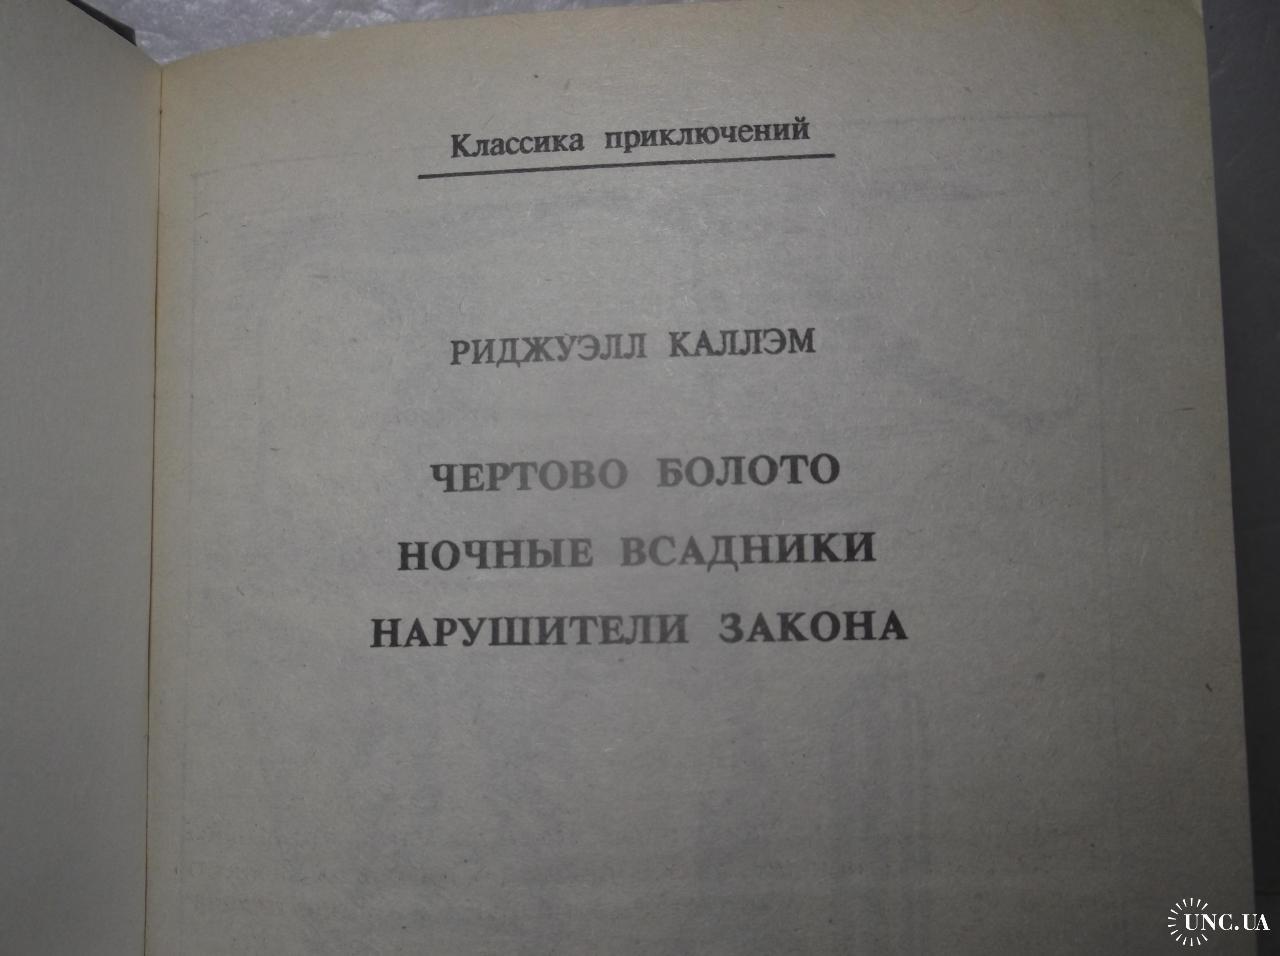 Классика приключений
РИДЖУЭЛЛ КАЛЛЭМ
ЧЕРТОВО БОЛОТО
НОЧНЫЕ ВСАДНИКИ
НАРУШИТЕЛИ ЗАКОНА
UNC.UA